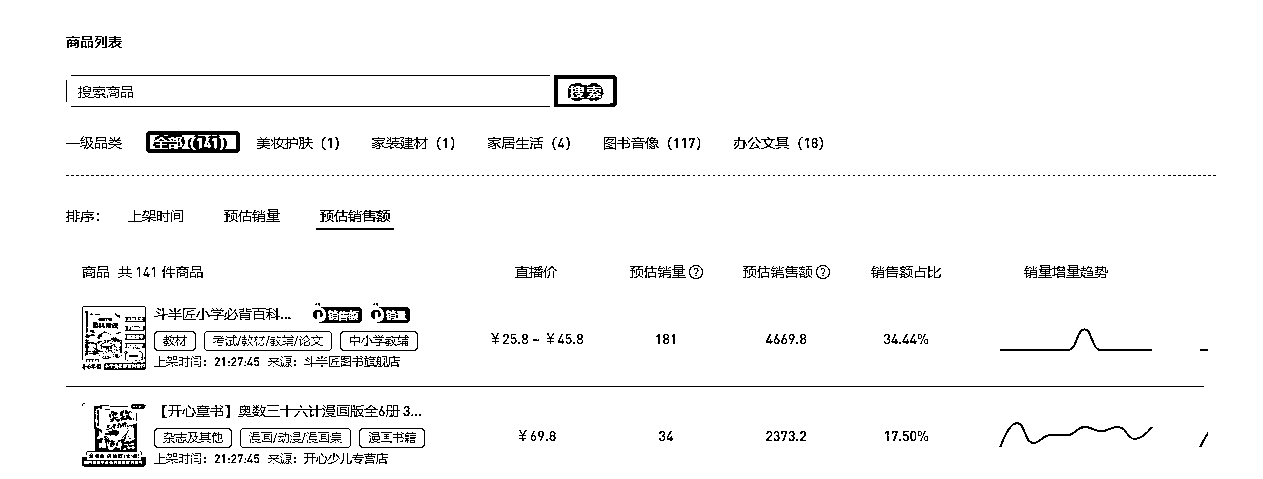 商品列表
搜索商品 搜索
一级品类 全部(141) 美妆护肤 (1) 家装建材 (1) 家居生活 (4) 图书音像 (117) 办公文具 (18)
排序: 上架时间 预估销量 预估销售额
商品 共 141 件商品 直播价 预估销量 预估销售额 销售额占比 销量增量趋势
斗半匠小学必背百科... 销售额 销量
教材 考试/教材/教辅/论文 中小学教辅
¥25.8 ~ ¥45.8 181 4669.8 34.44%
上架时间: 21:27:45 来源: 斗半匠图书旗舰店
【开心童书】奥数三十六计漫画版全6册 3...
杂志及其他 漫画/动漫/漫画集 漫画书籍
¥69.8 34 2373.2 17.50%
上架时间: 21:27:45 来源: 开心少儿专营店